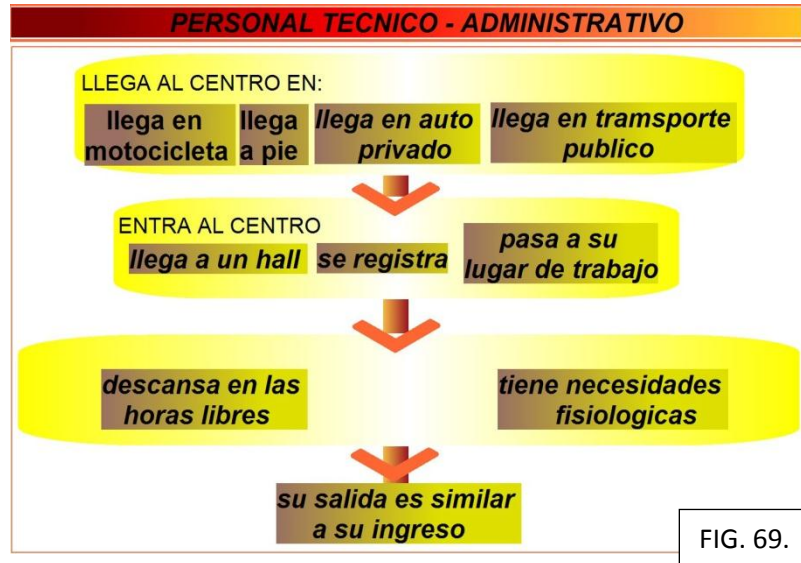 PERSONAL TECNICO - ADMINISTRATIVO
LLEGA AL CENTRO EN:
llega en
motocicleta
llega
a pie
llega en auto
privado
llega en tramsporte
publico
ENTRA AL CENTRO
llega a un hall
se registra
pasa a su
lugar de trabajo
descansa en las
horas libres
tiene necesidades
fisiologicas
su salida es similar
a su ingreso
FIG. 69.